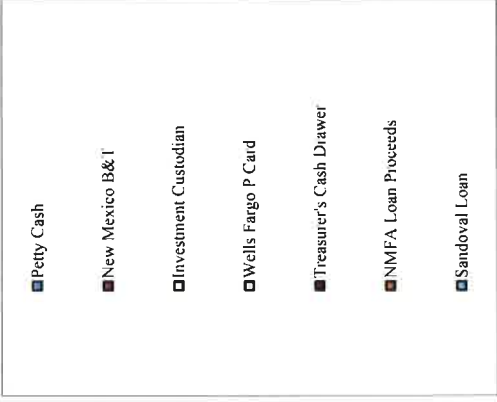 Petty Cash
New Mexico B&T
Investment Custodian
Wells Fargo P Card
Treasurer's Cash Drawer
NMFA Loan Proceeds
Sandoval Loan